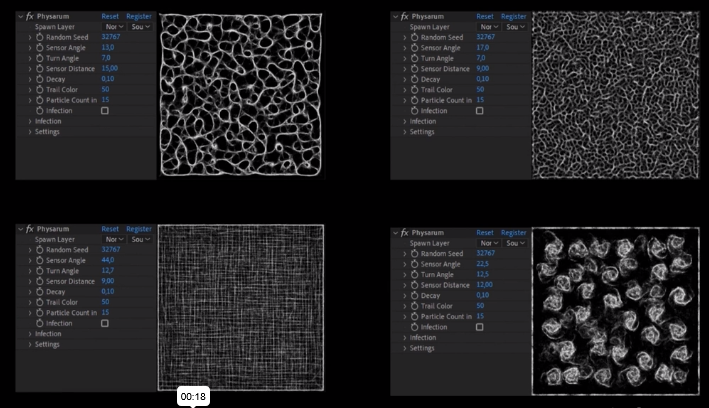 fx Physarum Reset Register
Spawn Layer Nor Sou
Random Seed 32767
Sensor Angle 13,0
Turn Angle 7,0
Sensor Distance 15,00
Decay 0,10
Trail Color 50
Particle Count in 15
Infection
Infection
Settings
fx Physarum Reset Register
Spawn Layer Nor Sou
Random Seed 32767
Sensor Angle 17,0
Turn Angle 7,0
Sensor Distance 9,00
Decay 0,10
Trail Color 50
Particle Count in 15
Infection
Infection
Settings
fx Physarum Reset Register
Spawn Layer Nor Sou
Random Seed 32767
Sensor Angle 44,0
Turn Angle 12,7
Sensor Distance 9,00
Decay 0,10
Trail Color 50
Particle Count in 15
Infection
Infection
Settings
fx Physarum Reset Register
Spawn Layer Nor Sou
Random Seed 32767
Sensor Angle 22,5
Turn Angle 12,5
Sensor Distance 12,00
Decay 0,10
Trail Color 50
Particle Count in 15
Infection
Infection
Settings
00:18